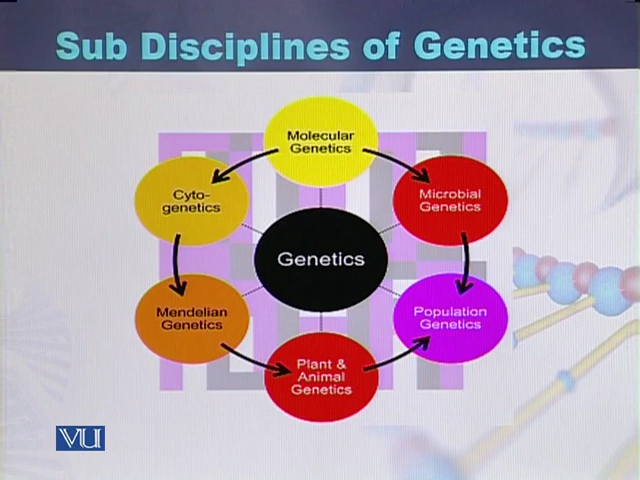 Sub Disciplines of Genetics
Molecular
Genetics
Cyto-
genetics
Microbial
Genetics
Genetics
Mendelian
Genetics
Population
Genetics
Plant &
Animal
Genetics
VU